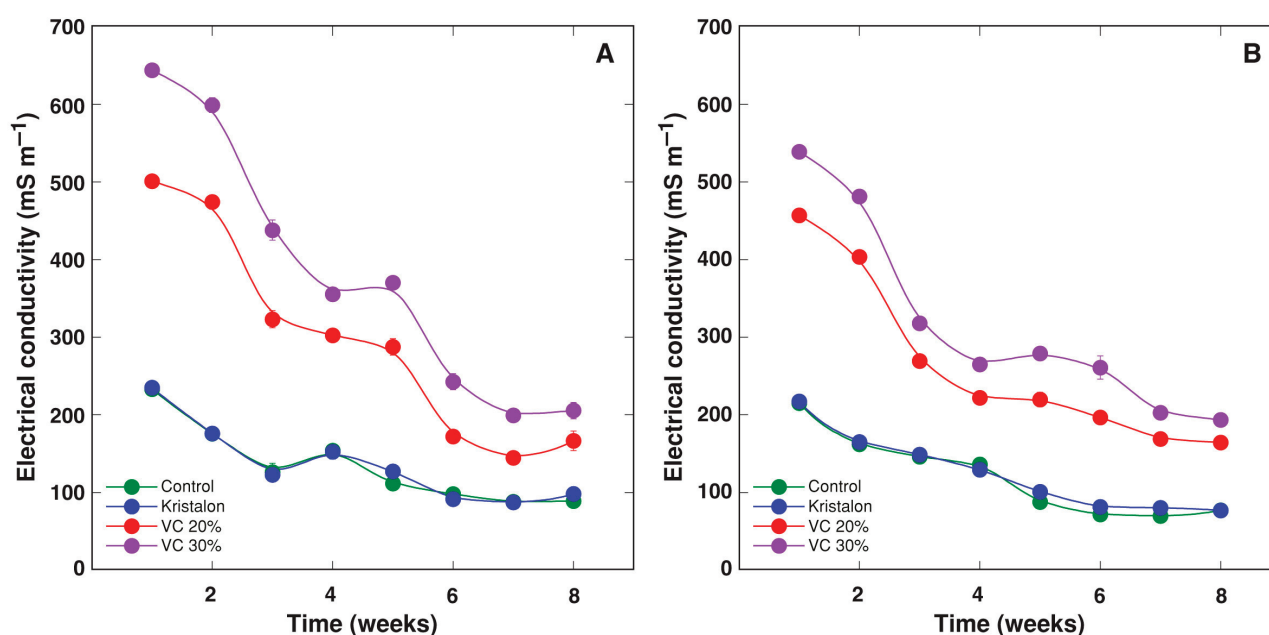 A
Electrical conductivity (mS m–1)
700
600
500
400
300
200
100
0
Control
Kristalon
VC 20%
VC 30%
2
4
6
8
Time (weeks)
B
Electrical conductivity (mS m–1)
700
600
500
400
300
200
100
0
Control
Kristalon
VC 20%
VC 30%
2
4
6
8
Time (weeks)